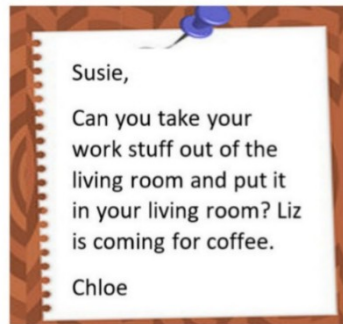 Susie,
Can you take your
work stuff out of the
living room and put it
in your living room? Liz
is coming for coffee.
Chloe